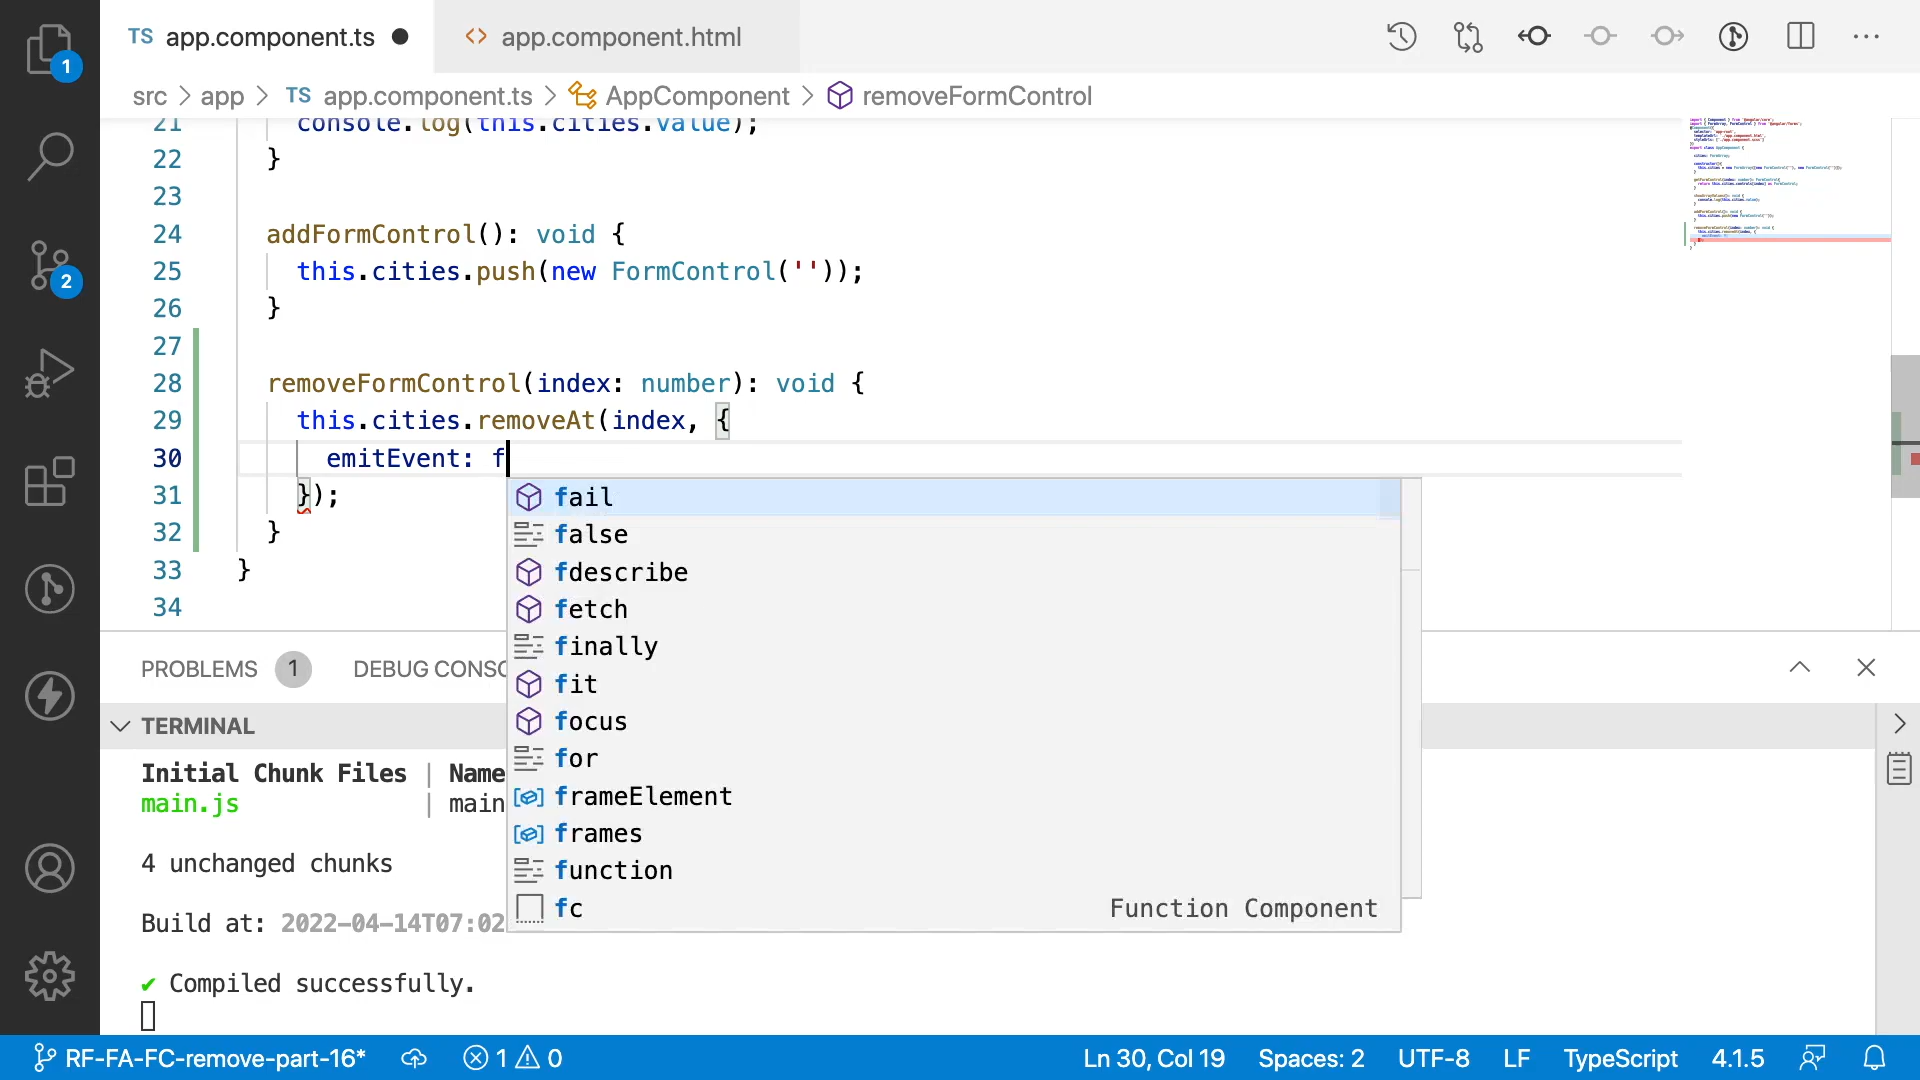 1
TS app.component.ts
<> app.component.html
src > app > TS app.component.ts > AppComponent > removeFormControl
21 console.log(this.cities.value);
22 }
23
24 addFormControl(): void {
25 this.cities.push(new FormControl(''));
26 }
27
28 removeFormControl(index: number): void {
29 this.cities.removeAt(index, {
30 emitEvent: f
31 });
32 }
33 }
34
2
fail
false
fdescribe
fetch
finally
fit
focus
for
frameElement
frames
function
fc Function Component
PROBLEMS 1 DEBUG CONSO
TERMINAL
Initial Chunk Files | Name
main.js | main
4 unchanged chunks
Build at: 2022-04-14T07:02
✔ Compiled successfully.
RF-FA-FC-remove-part-16* 1 0 Ln 30, Col 19 Spaces: 2 UTF-8 LF TypeScript 4.1.5